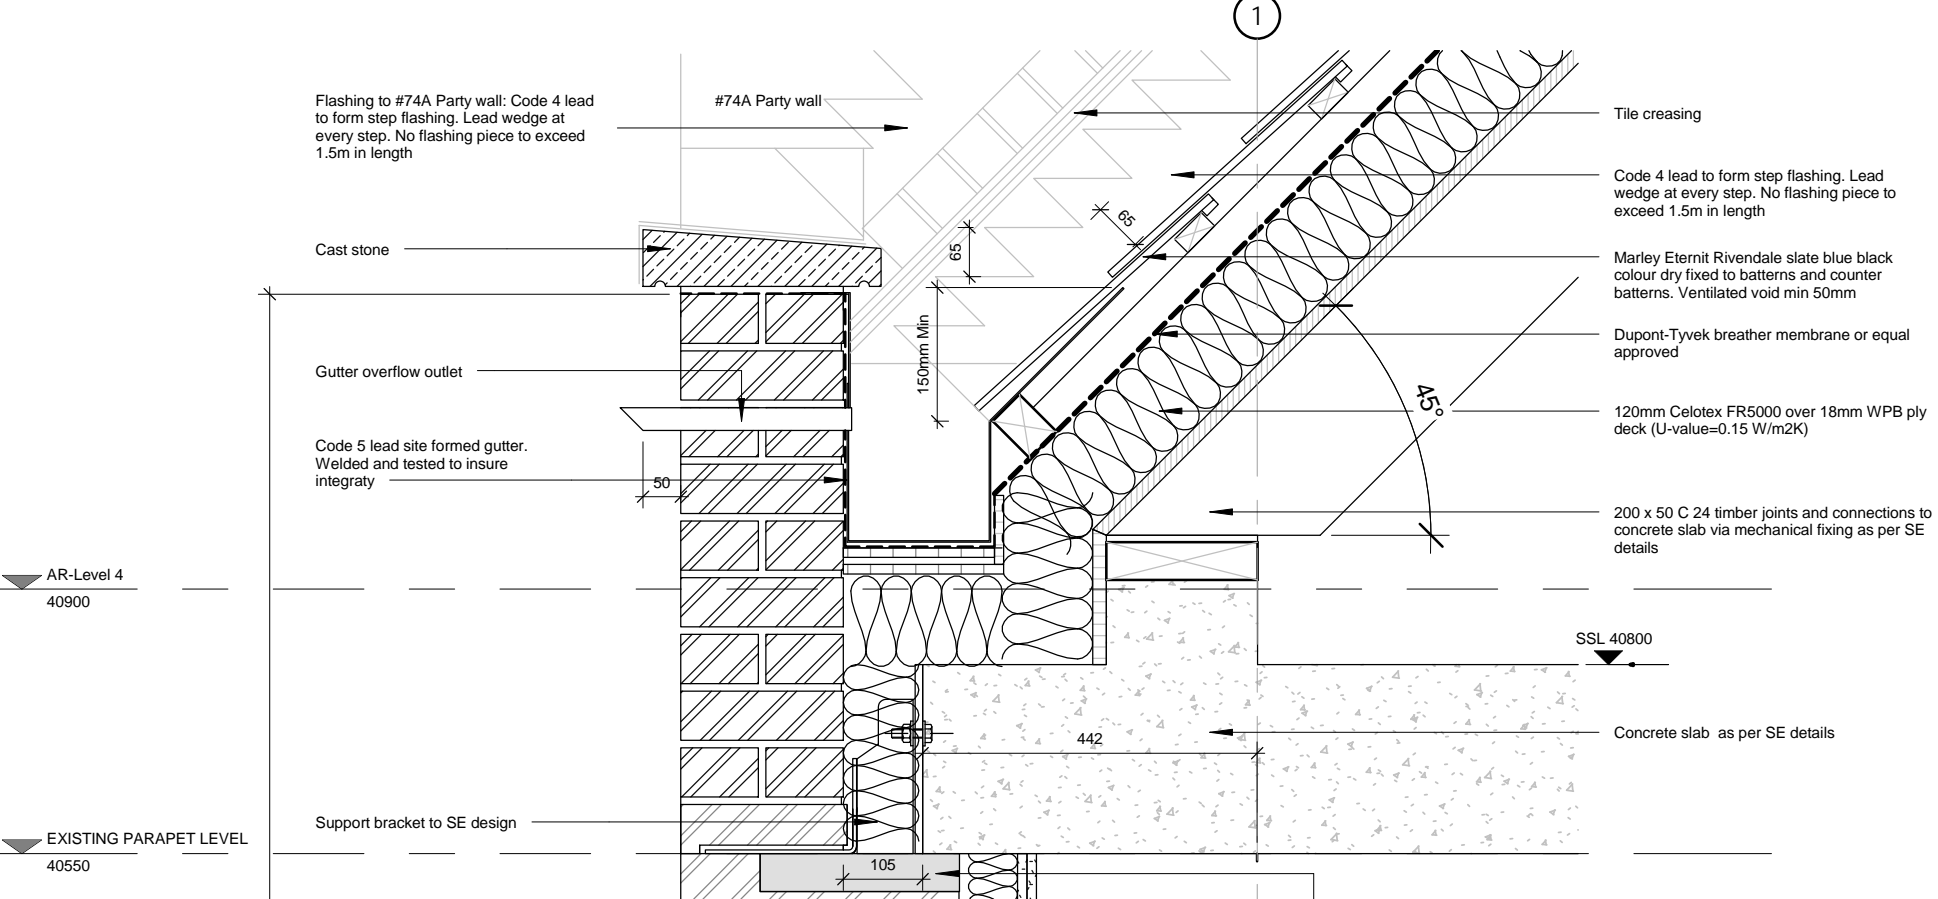 1
Flashing to #74A Party wall: Code 4 lead
to form step flashing. Lead wedge at
every step. No flashing piece to exceed
1.5m in length
#74A Party wall
Tile creasing
Code 4 lead to form step flashing. Lead
wedge at every step. No flashing piece to
exceed 1.5m in length
65
65
Cast stone
Marley Eternit Rivendale slate blue black
colour dry fixed to batterns and counter
batterns. Ventilated void min 50mm
150mm Min
Dupont-Tyvek breather membrane or equal
approved
Gutter overflow outlet
45°
120mm Celotex FR5000 over 18mm WPB ply
deck (U-value=0.15 W/m2K)
Code 5 lead site formed gutter.
Welded and tested to insure
integraty
50
200 x 50 C 24 timber joints and connections to
concrete slab via mechanical fixing as per SE
details
AR-Level 4
40900
SSL 40800
442
Concrete slab  as per SE details
Support bracket to SE design
EXISTING PARAPET LEVEL
40550
105